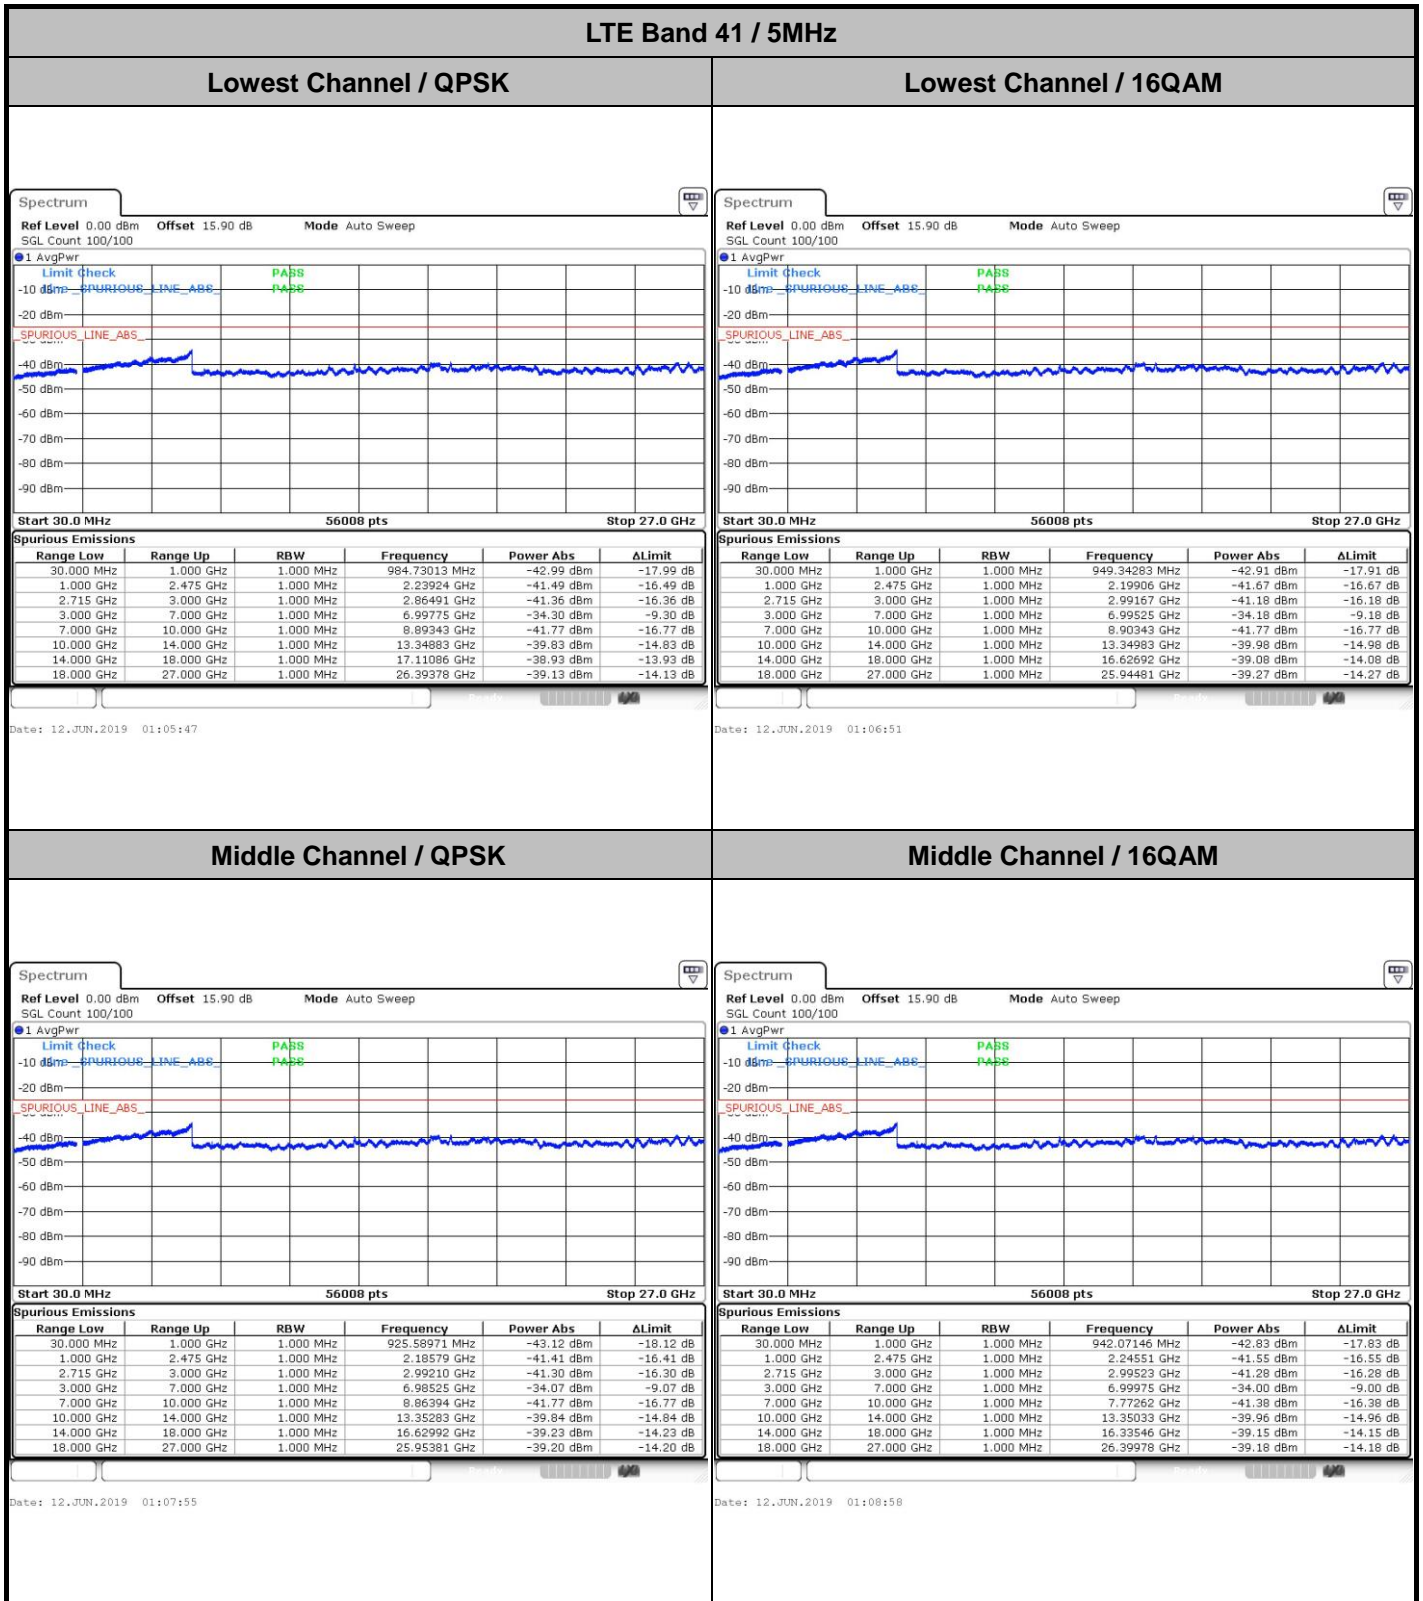 LTE Band 41 / 5MHz
Lowest Channel / QPSK
Lowest Channel / 16QAM
Spectrum
Ref Level 0.00 dBm Offset 15.90 dB Mode Auto Sweep
SGL Count 100/100
1 AvgPwr
Limit Check PASS
Line _SPURIOUS_LINE_ABS_ PASS
-10 dBm
-20 dBm
_SPURIOUS_LINE_ABS_
-40 dBm
-50 dBm
-60 dBm
-70 dBm
-80 dBm
-90 dBm
Start 30.0 MHz 56008 pts Stop 27.0 GHz
Spurious Emissions
Range Low Range Up RBW Frequency Power Abs ΔLimit
30.000 MHz 1.000 GHz 1.000 MHz 984.73013 MHz -42.99 dBm -17.99 dB
1.000 GHz 2.475 GHz 1.000 MHz 2.23924 GHz -41.49 dBm -16.49 dB
2.715 GHz 3.000 GHz 1.000 MHz 2.86491 GHz -41.36 dBm -16.36 dB
3.000 GHz 7.000 GHz 1.000 MHz 6.99775 GHz -34.30 dBm -9.30 dB
7.000 GHz 10.000 GHz 1.000 MHz 8.89343 GHz -41.77 dBm -16.77 dB
10.000 GHz 14.000 GHz 1.000 MHz 13.34883 GHz -39.83 dBm -14.83 dB
14.000 GHz 18.000 GHz 1.000 MHz 17.11086 GHz -38.93 dBm -13.93 dB
18.000 GHz 27.000 GHz 1.000 MHz 26.39378 GHz -39.13 dBm -14.13 dB
Date: 12.JUN.2019 01:05:47
Spectrum
Ref Level 0.00 dBm Offset 15.90 dB Mode Auto Sweep
SGL Count 100/100
1 AvgPwr
Limit Check PASS
Line _SPURIOUS_LINE_ABS_ PASS
-10 dBm
-20 dBm
_SPURIOUS_LINE_ABS_
-40 dBm
-50 dBm
-60 dBm
-70 dBm
-80 dBm
-90 dBm
Start 30.0 MHz 56008 pts Stop 27.0 GHz
Spurious Emissions
Range Low Range Up RBW Frequency Power Abs ΔLimit
30.000 MHz 1.000 GHz 1.000 MHz 949.34283 MHz -42.91 dBm -17.91 dB
1.000 GHz 2.475 GHz 1.000 MHz 2.19906 GHz -41.67 dBm -16.67 dB
2.715 GHz 3.000 GHz 1.000 MHz 2.99167 GHz -41.18 dBm -16.18 dB
3.000 GHz 7.000 GHz 1.000 MHz 6.99525 GHz -34.18 dBm -9.18 dB
7.000 GHz 10.000 GHz 1.000 MHz 8.90343 GHz -41.77 dBm -16.77 dB
10.000 GHz 14.000 GHz 1.000 MHz 13.34983 GHz -39.98 dBm -14.98 dB
14.000 GHz 18.000 GHz 1.000 MHz 16.62692 GHz -39.08 dBm -14.08 dB
18.000 GHz 27.000 GHz 1.000 MHz 25.94481 GHz -39.27 dBm -14.27 dB
Date: 12.JUN.2019 01:06:51
Middle Channel / QPSK
Middle Channel / 16QAM
Spectrum
Ref Level 0.00 dBm Offset 15.90 dB Mode Auto Sweep
SGL Count 100/100
1 AvgPwr
Limit Check PASS
Line _SPURIOUS_LINE_ABS_ PASS
-10 dBm
-20 dBm
_SPURIOUS_LINE_ABS_
-40 dBm
-50 dBm
-60 dBm
-70 dBm
-80 dBm
-90 dBm
Start 30.0 MHz 56008 pts Stop 27.0 GHz
Spurious Emissions
Range Low Range Up RBW Frequency Power Abs ΔLimit
30.000 MHz 1.000 GHz 1.000 MHz 925.58971 MHz -43.12 dBm -18.12 dB
1.000 GHz 2.475 GHz 1.000 MHz 2.18579 GHz -41.41 dBm -16.41 dB
2.715 GHz 3.000 GHz 1.000 MHz 2.99210 GHz -41.30 dBm -16.30 dB
3.000 GHz 7.000 GHz 1.000 MHz 6.98525 GHz -34.07 dBm -9.07 dB
7.000 GHz 10.000 GHz 1.000 MHz 8.86394 GHz -41.77 dBm -16.77 dB
10.000 GHz 14.000 GHz 1.000 MHz 13.35283 GHz -39.84 dBm -14.84 dB
14.000 GHz 18.000 GHz 1.000 MHz 16.62992 GHz -39.23 dBm -14.23 dB
18.000 GHz 27.000 GHz 1.000 MHz 25.95381 GHz -39.20 dBm -14.20 dB
Date: 12.JUN.2019 01:07:55
Spectrum
Ref Level 0.00 dBm Offset 15.90 dB Mode Auto Sweep
SGL Count 100/100
1 AvgPwr
Limit Check PASS
Line _SPURIOUS_LINE_ABS_ PASS
-10 dBm
-20 dBm
_SPURIOUS_LINE_ABS_
-40 dBm
-50 dBm
-60 dBm
-70 dBm
-80 dBm
-90 dBm
Start 30.0 MHz 56008 pts Stop 27.0 GHz
Spurious Emissions
Range Low Range Up RBW Frequency Power Abs ΔLimit
30.000 MHz 1.000 GHz 1.000 MHz 942.07146 MHz -42.83 dBm -17.83 dB
1.000 GHz 2.475 GHz 1.000 MHz 2.24551 GHz -41.55 dBm -16.55 dB
2.715 GHz 3.000 GHz 1.000 MHz 2.99523 GHz -41.28 dBm -16.28 dB
3.000 GHz 7.000 GHz 1.000 MHz 6.99975 GHz -34.00 dBm -9.00 dB
7.000 GHz 10.000 GHz 1.000 MHz 7.77262 GHz -41.38 dBm -16.38 dB
10.000 GHz 14.000 GHz 1.000 MHz 13.35033 GHz -39.96 dBm -14.96 dB
14.000 GHz 18.000 GHz 1.000 MHz 16.33546 GHz -39.15 dBm -14.15 dB
18.000 GHz 27.000 GHz 1.000 MHz 26.39978 GHz -39.18 dBm -14.18 dB
Date: 12.JUN.2019 01:08:58